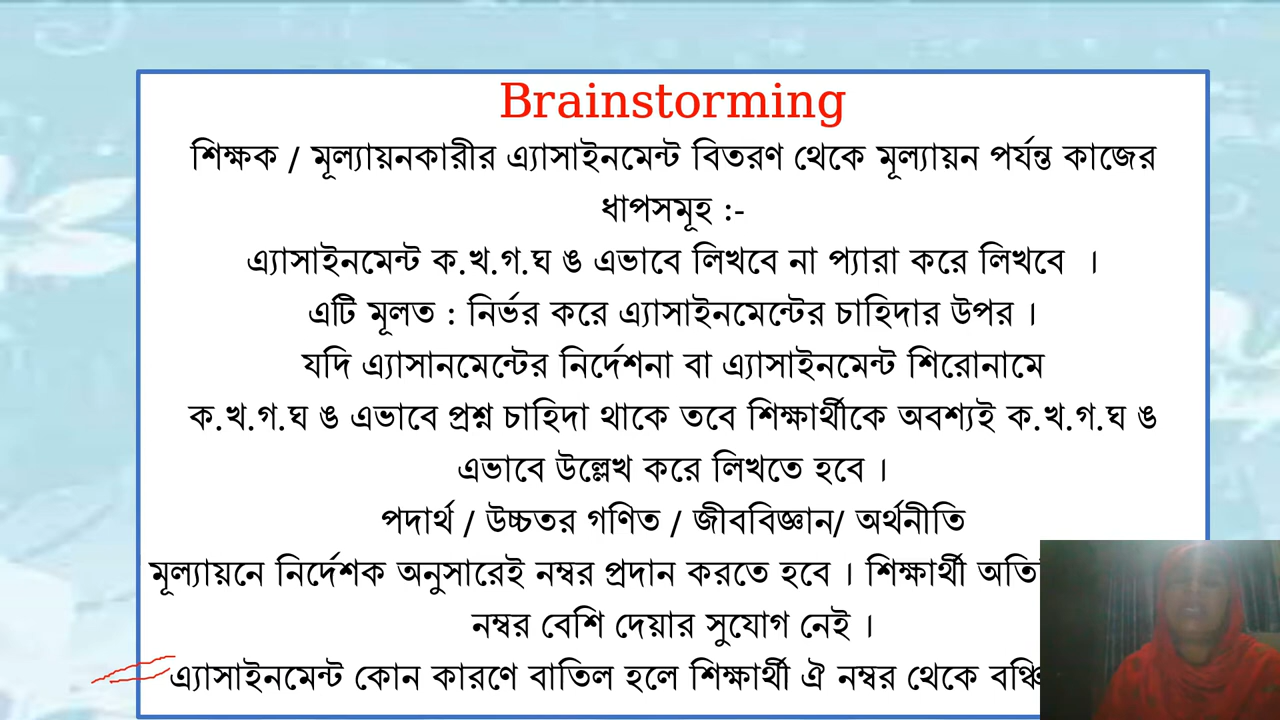 Brainstorming
শিক্ষক / মূল্যায়নকারীর এ্যাসাইনমেন্ট বিতরণ থেকে মূল্যায়ন পর্যন্ত কাজের
ধাপসমূহ :-
এ্যাসাইনমেন্ট ক.খ.গ.ঘ ঙ এভাবে লিখবে না প্যারা করে লিখবে ।
এটি মূলত : নির্ভর করে এ্যাসাইনমেন্টের চাহিদার উপর ।
যদি এ্যাসানমেন্টের নির্দেশনা বা এ্যাসাইনমেন্ট শিরোনামে
ক.খ.গ.ঘ ঙ এভাবে প্রশ্ন চাহিদা থাকে তবে শিক্ষার্থীকে অবশ্যই ক.খ.গ.ঘ ঙ
এভাবে উল্লেখ করে লিখতে হবে ।
পদার্থ / উচ্চতর গণিত / জীববিজ্ঞান/ অর্থনীতি
মূল্যায়নে নির্দেশক অনুসারেই নম্বর প্রদান করতে হবে । শিক্ষার্থী
নম্বর বেশি দেয়ার সুযোগ নেই ।
এ্যাসাইনমেন্ট কোন কারণে বাতিল হলে শিক্ষার্থী ঐ নম্বর থেকে